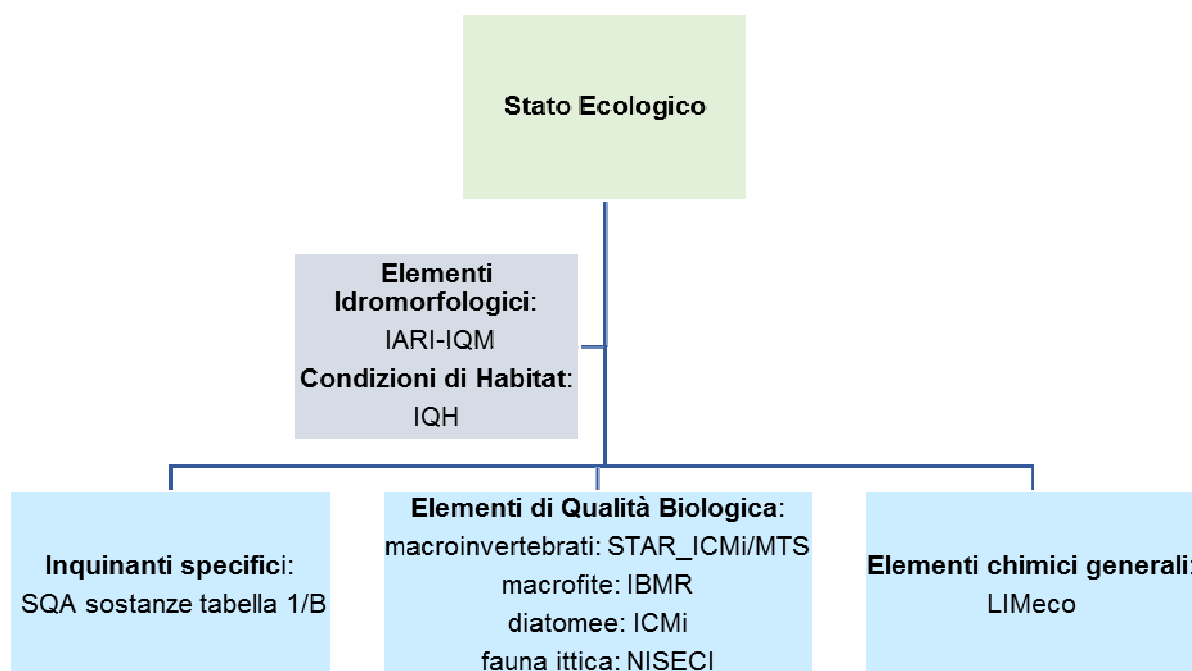 Stato Ecologico
Elementi
Idromorfologici:
IARI-IQM
Condizioni di Habitat:
IQH
Inquinanti specifici:
SQA sostanze tabella 1/B
Elementi di Qualità Biologica:
macroinvertebrati: STAR_ICMi/MTS
macrofite: IBMR
diatomee: ICMi
fauna ittica: NISECI
Elementi chimici generali:
LIMeco